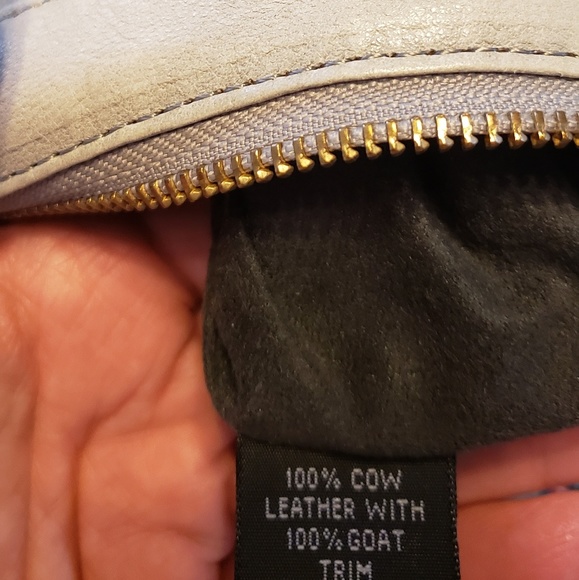 100% COW
LEATHER WITH
100% GOAT
TRIM